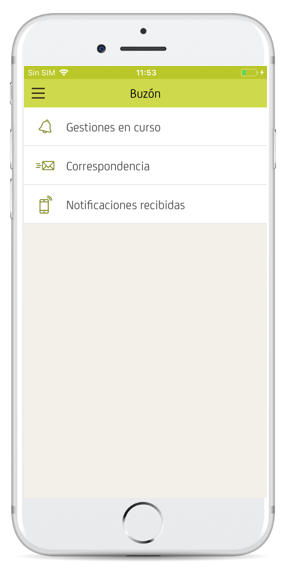 Sin SIM
11:53
Buzón
Gestiones en curso
Correspondencia
Notificaciones recibidas